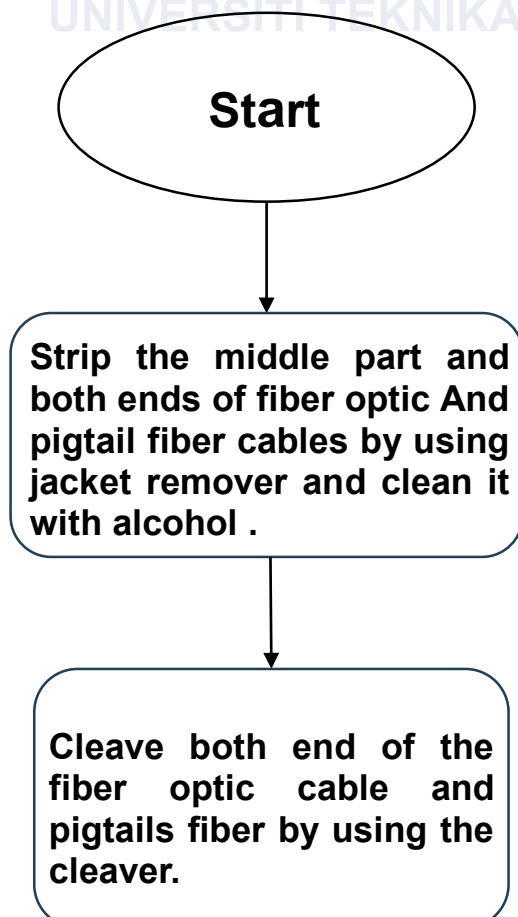 UNIVERSITI TEKNIKA
Start
Strip the middle part and
both ends of fiber optic And
pigtail fiber cables by using
jacket remover and clean it
with alcohol .
Cleave both end of the
fiber optic cable and
pigtails fiber by using the
cleaver.